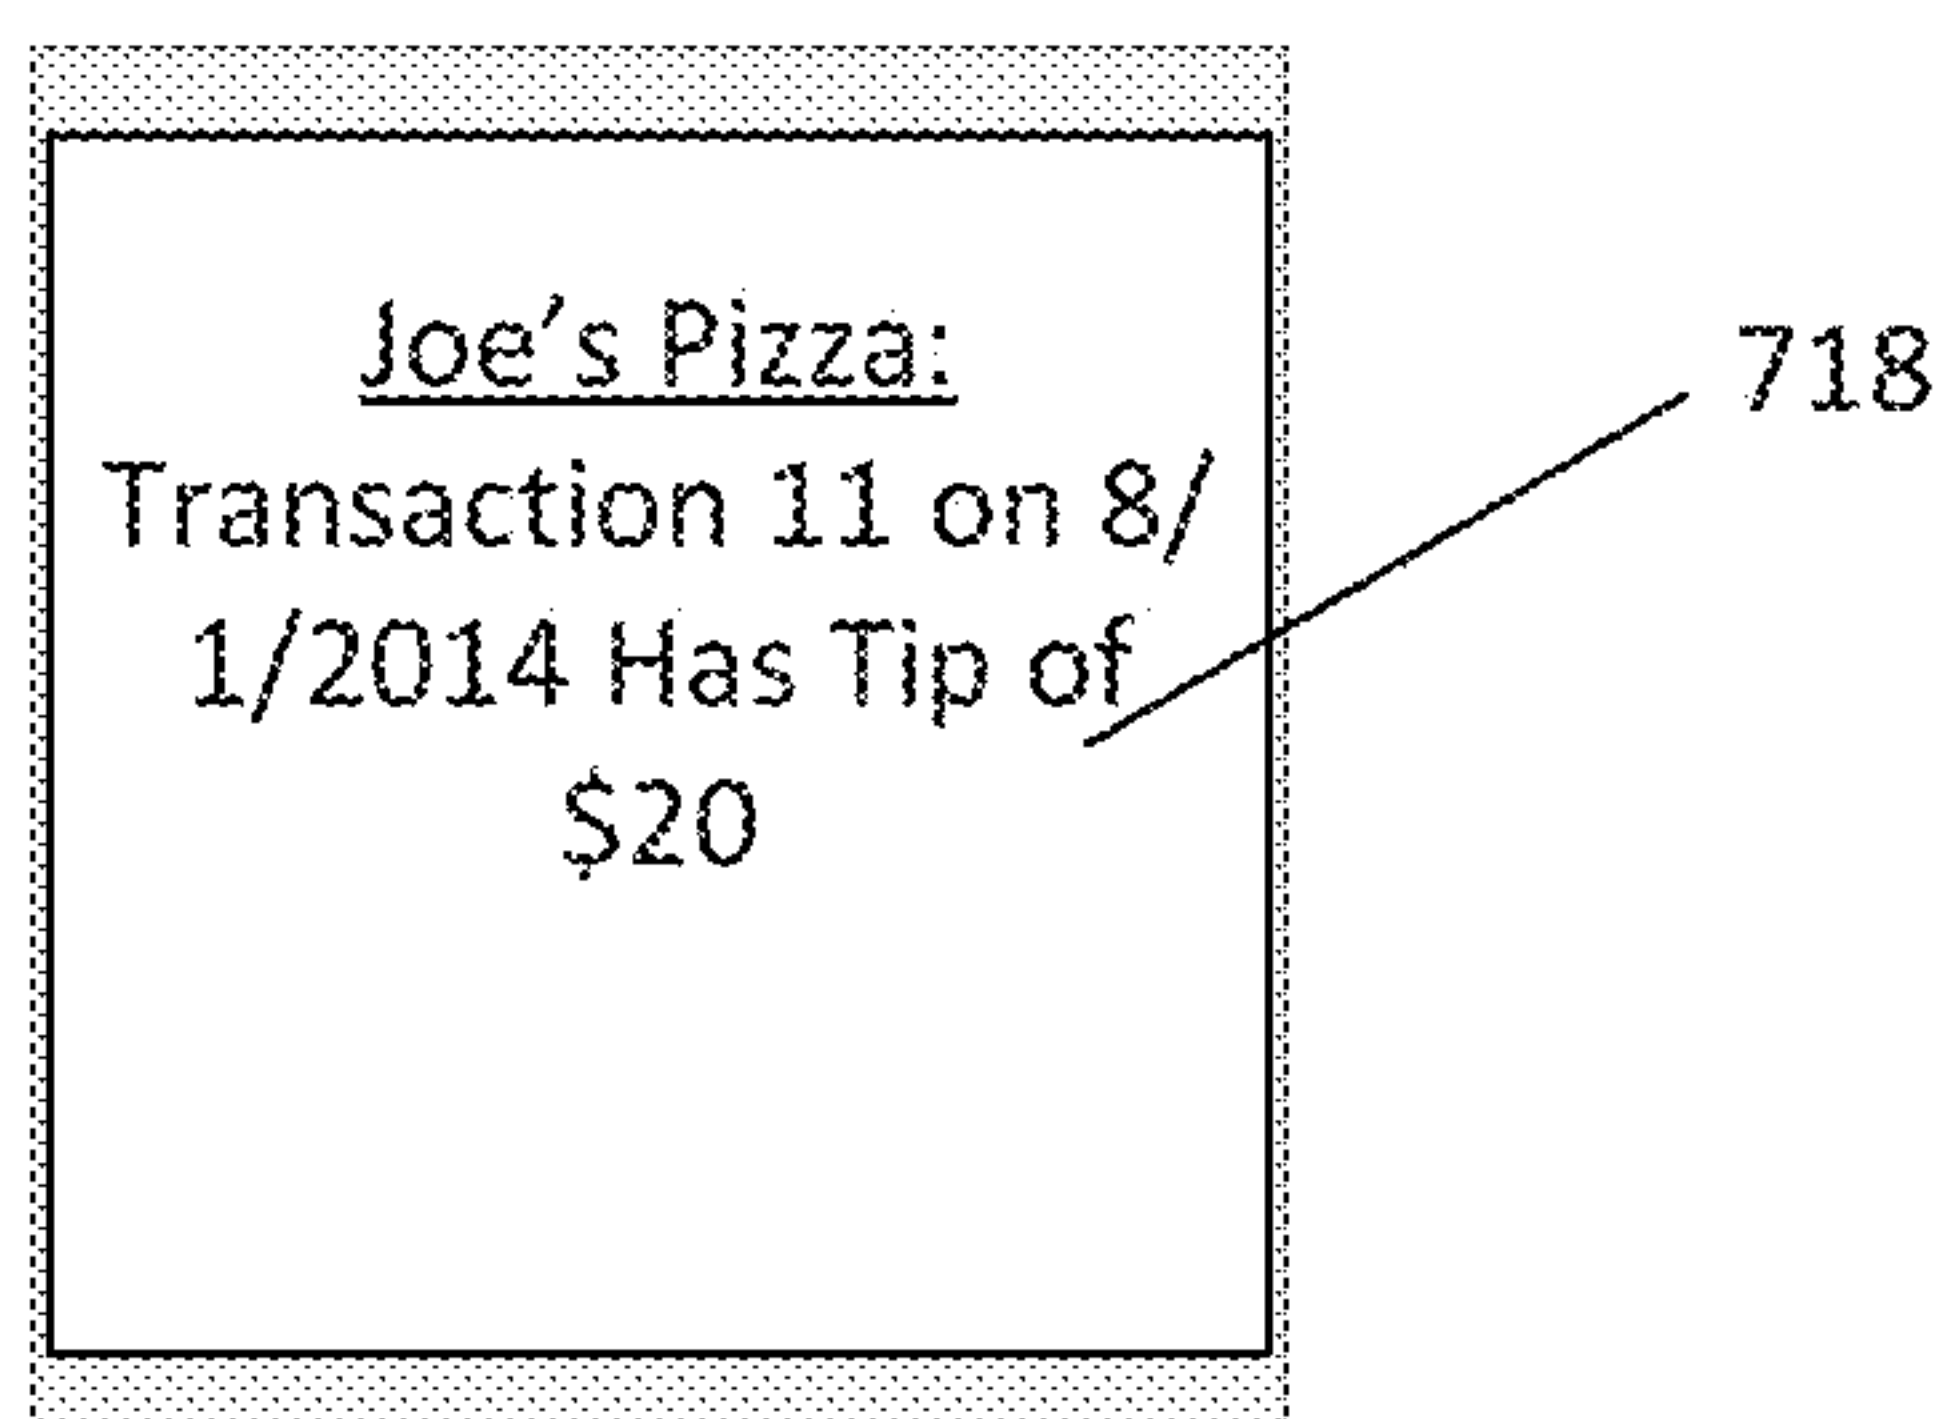 Joe's Pizza:
718
Transaction 11 on 8/
1/2014 Has Tip of
$20